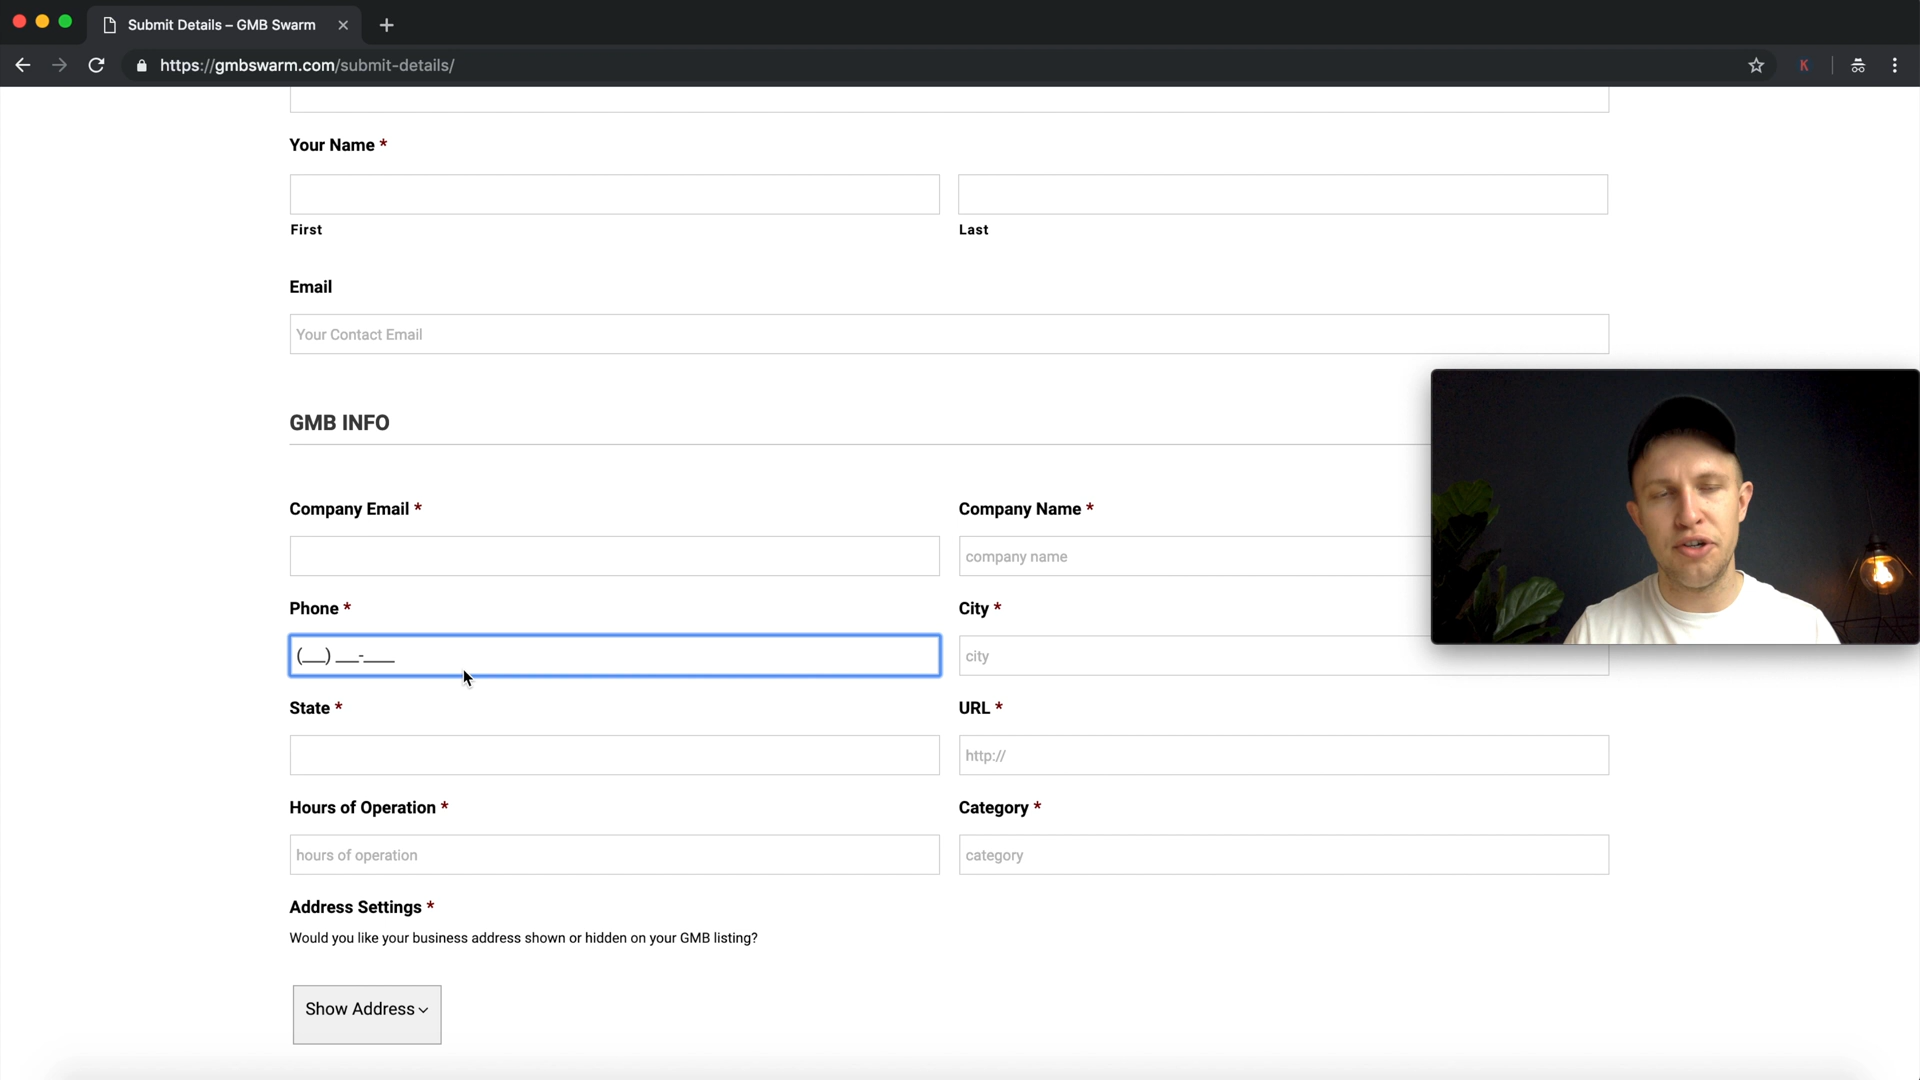 Submit Details – GMB Swarm
https://gmbswarm.com/submit-details/
K
Your Name *
First
Last
Email
Your Contact Email
GMB INFO
Company Email *
Company Name *
company name
Phone *
City *
(___) ___-____
city
State *
URL *
http://
Hours of Operation *
Category *
hours of operation
category
Address Settings *
Would you like your business address shown or hidden on your GMB listing?
Show Address